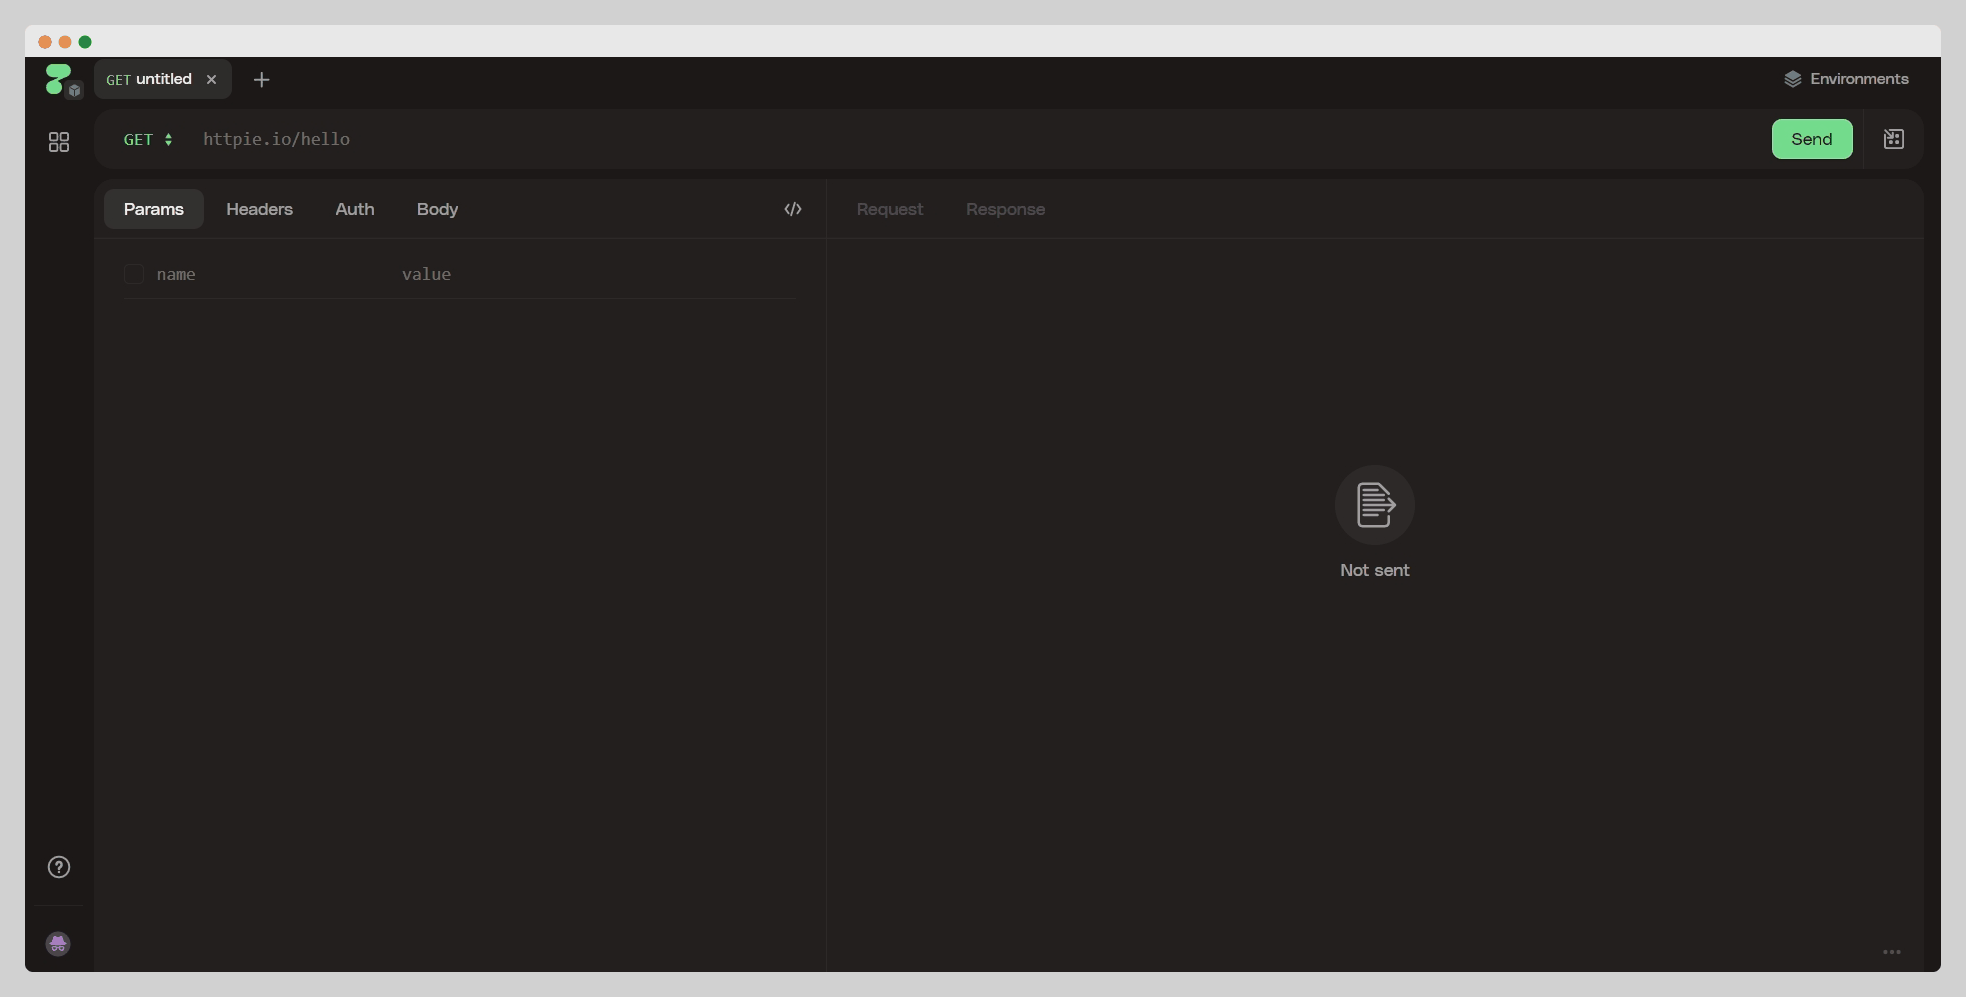 GET untitled
Environments
GET httpie.io/hello Send
Params Headers Auth Body Request Response
name value
Not sent